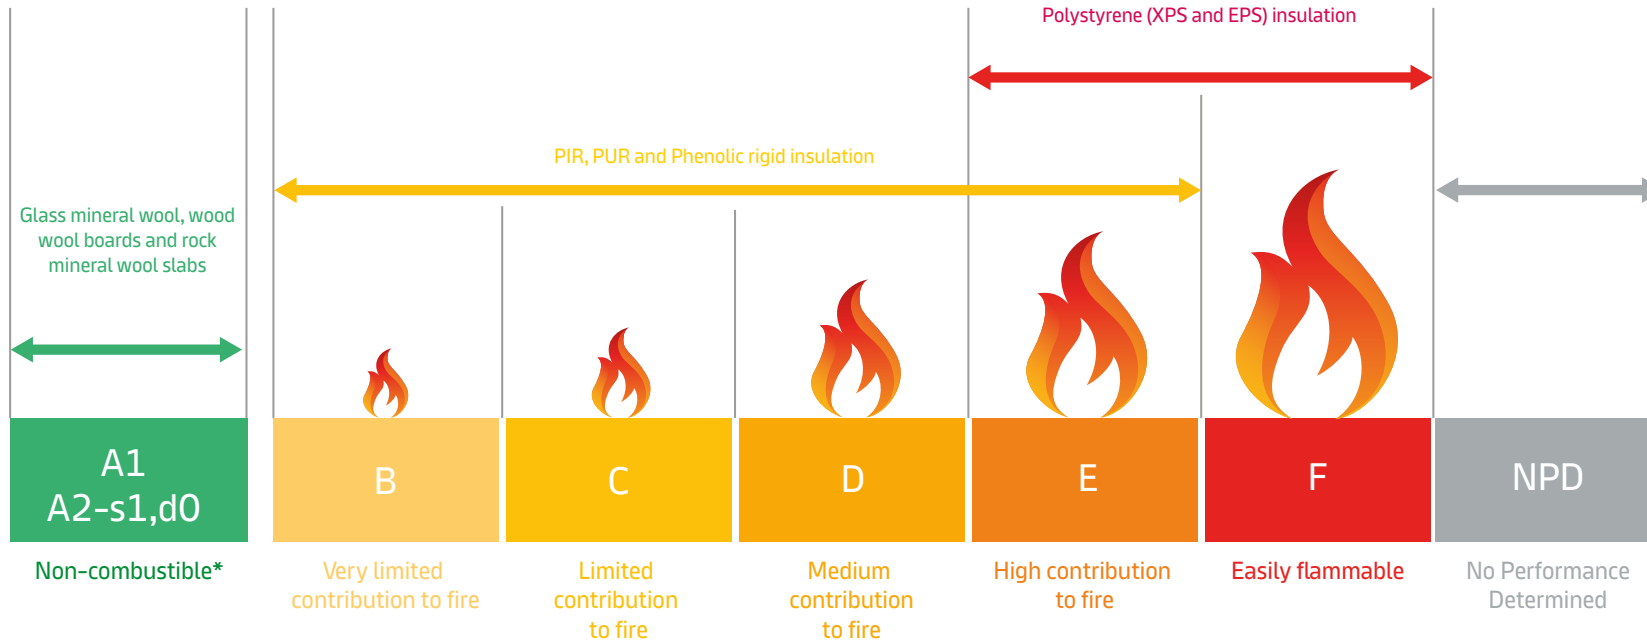 Polystyrene (XPS and EPS) insulation
PIR, PUR and Phenolic rigid insulation
Glass mineral wool, wood
wool boards and rock
mineral wool slabs
A1
A2-s1,d0
B
C
D
E
F
NPD
Non-combustible*
Very limited
contribution to fire
Limited
contribution
to fire
Medium
contribution
to fire
High contribution
to fire
Easily flammable
No Performance
Determined